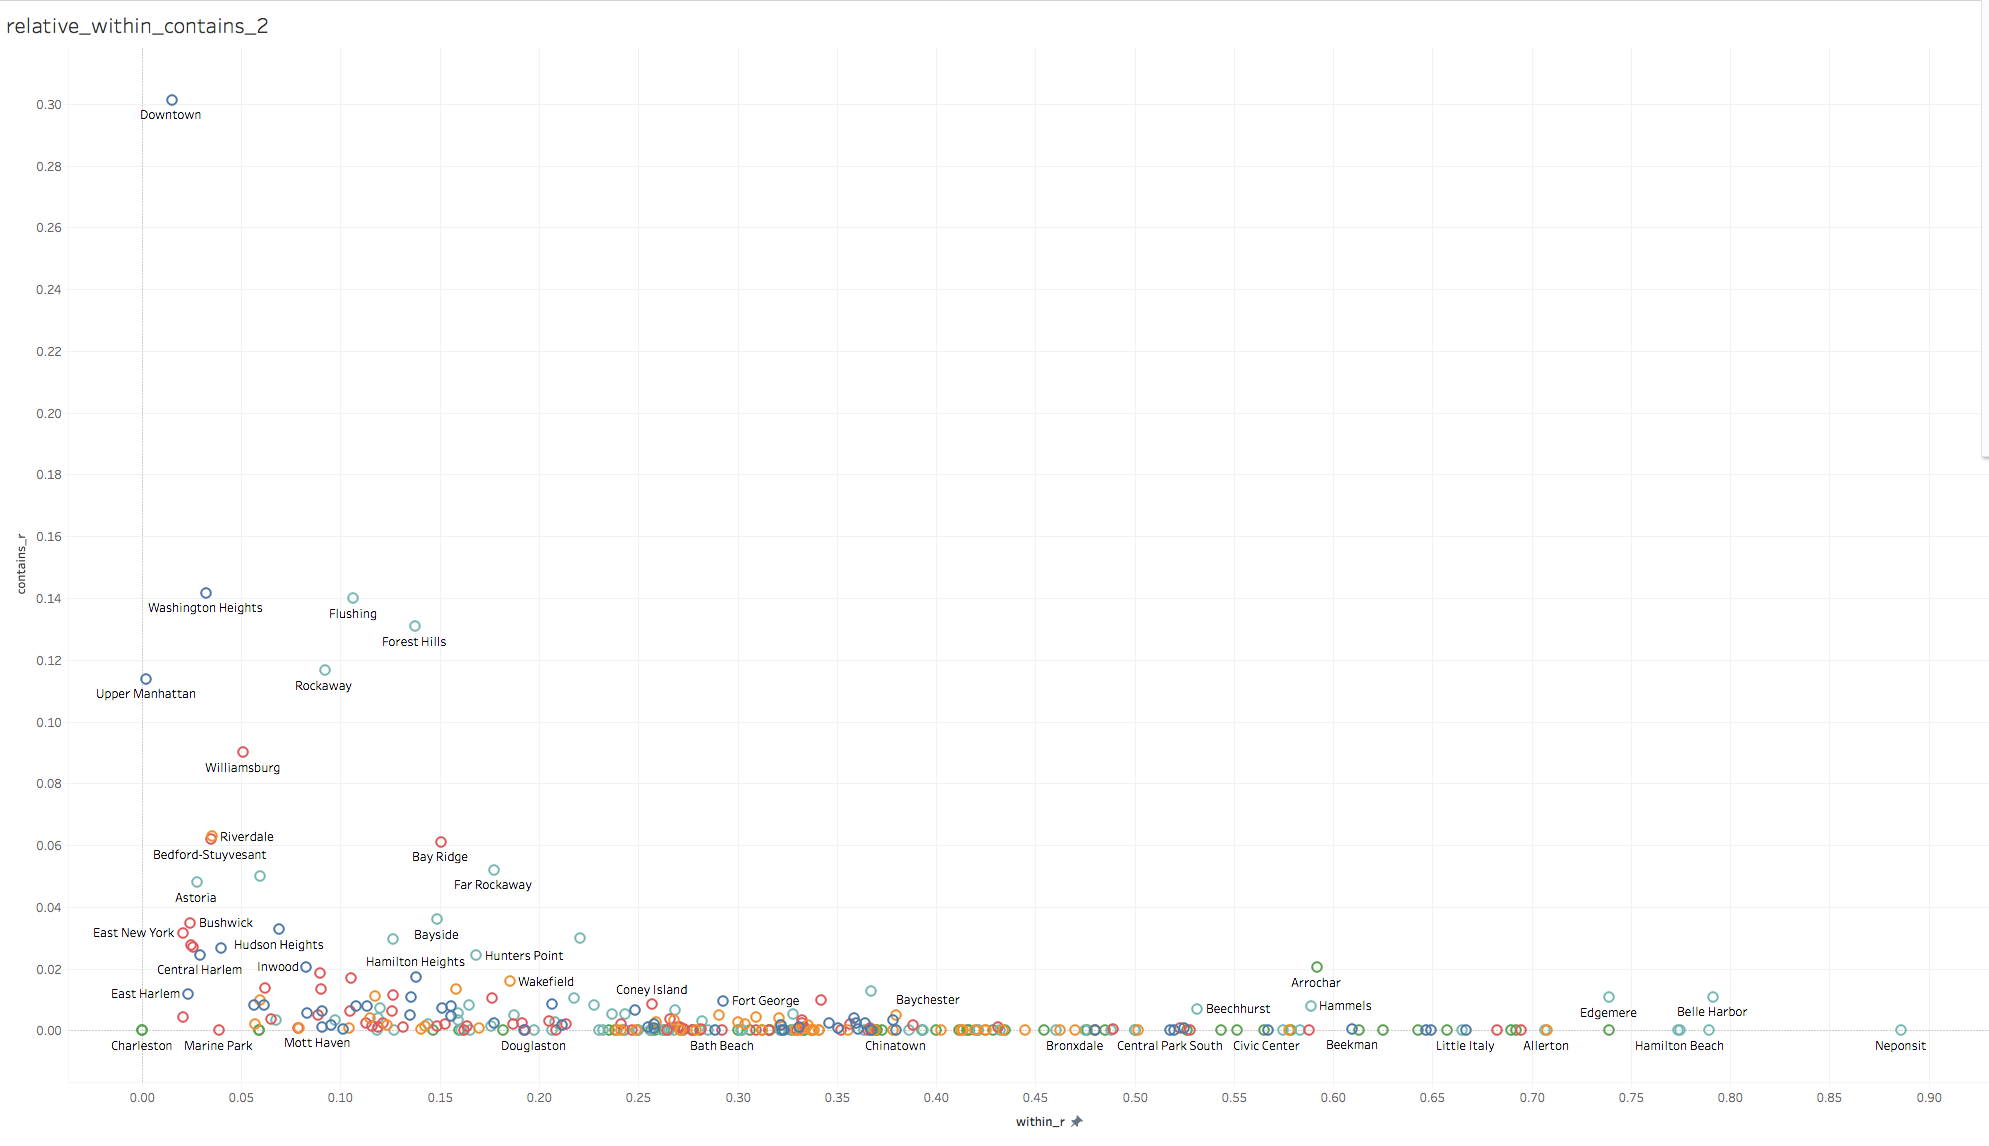 relative_within_contains_2
0.30
Downtown
0.28
0.26
0.24
0.22
0.20
0.18
0.16
contains_r
0.14
Washington Heights
Flushing
Forest Hills
0.12
Rockaway
Upper Manhattan
0.10
Williamsburg
0.08
0.06
Riverdale
Bedford-Stuyvesant
Bay Ridge
Far Rockaway
Astoria
0.04
Bushwick
East New York
Bayside
Hudson Heights
Hunters Point
Hamilton Heights
Central Harlem
Inwood
0.02
Wakefield
Arrochar
East Harlem
Coney Island
Fort George
Baychester
Beechhurst
Hammels
Edgemere
Belle Harbor
0.00
Charleston
Marine Park
Mott Haven
Douglaston
Bath Beach
Chinatown
Bronxdale
Central Park South
Civic Center
Beekman
Little Italy
Allerton
Hamilton Beach
Neponsit
0.00 0.05 0.10 0.15 0.20 0.25 0.30 0.35 0.40 0.45 0.50 0.55 0.60 0.65 0.70 0.75 0.80 0.85 0.90
within_r